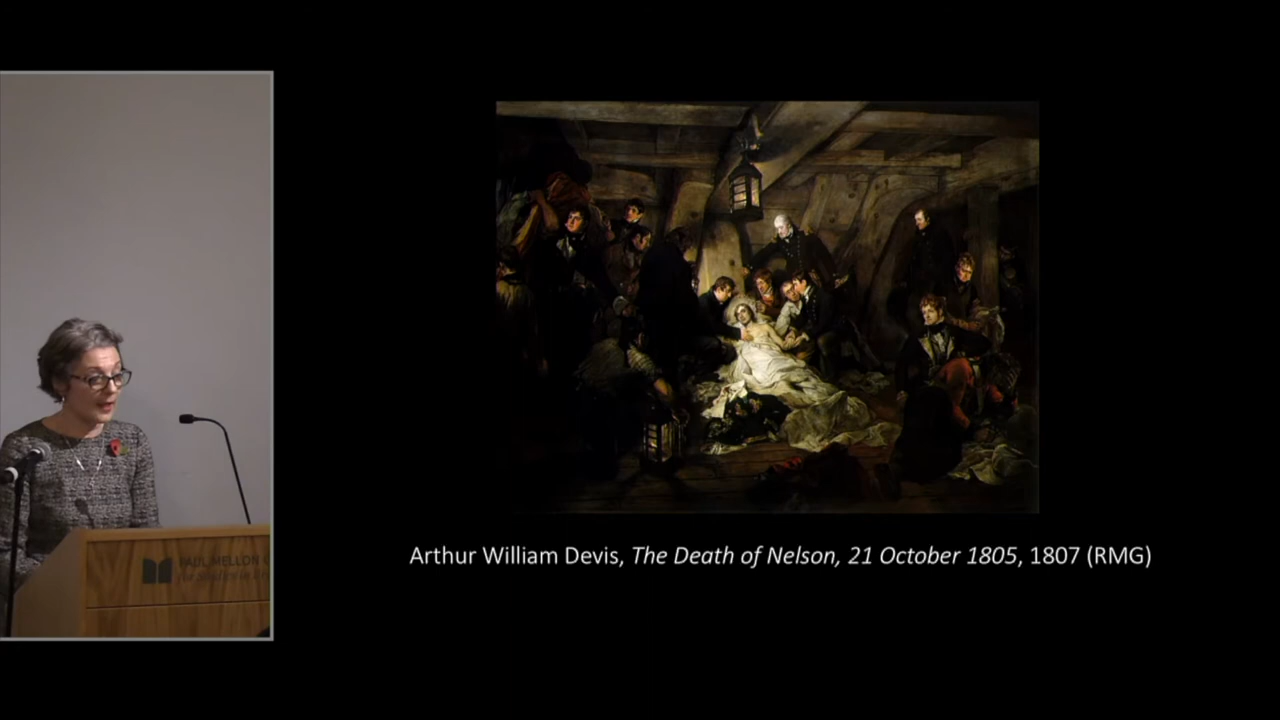 PAUL MELLON
Arthur William Devis, The Death of Nelson, 21 October 1805, 1807 (RMG)